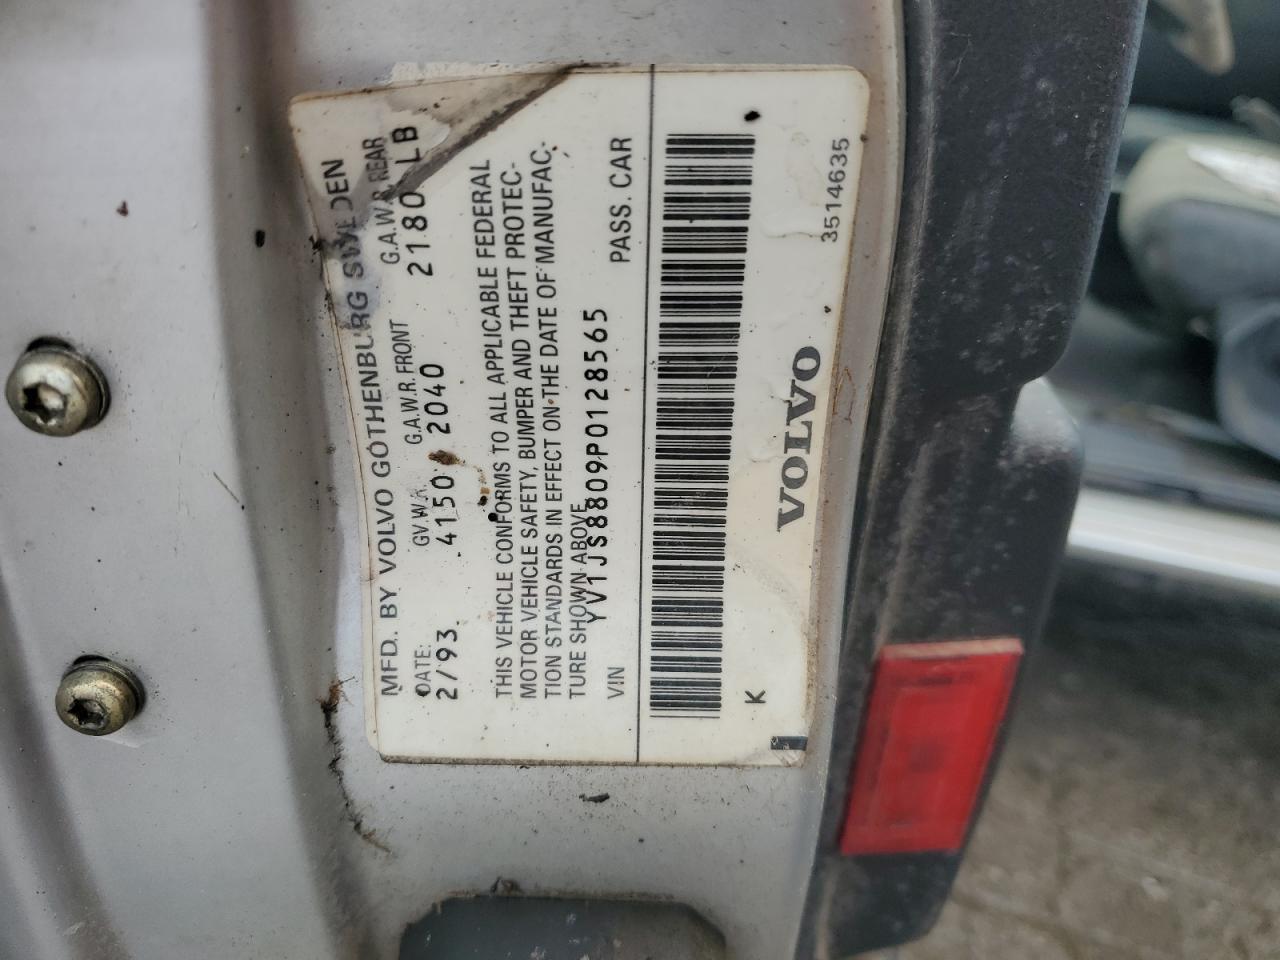 MFD. BY VOLVO GOTHENBURG SWEDEN
DATE: G.V.W.R. G.A.W.R. FRONT G.A.W.R. REAR
2/93 4150 2040 2180 LB
THIS VEHICLE CONFORMS TO ALL APPLICABLE FEDERAL
MOTOR VEHICLE SAFETY, BUMPER AND THEFT PROTEC-
TION STANDARDS IN EFFECT ON THE DATE OF MANUFAC-
TURE SHOWN ABOVE
VIN YV1JS8809P0128565 PASS. CAR
K
VOLVO
3514635